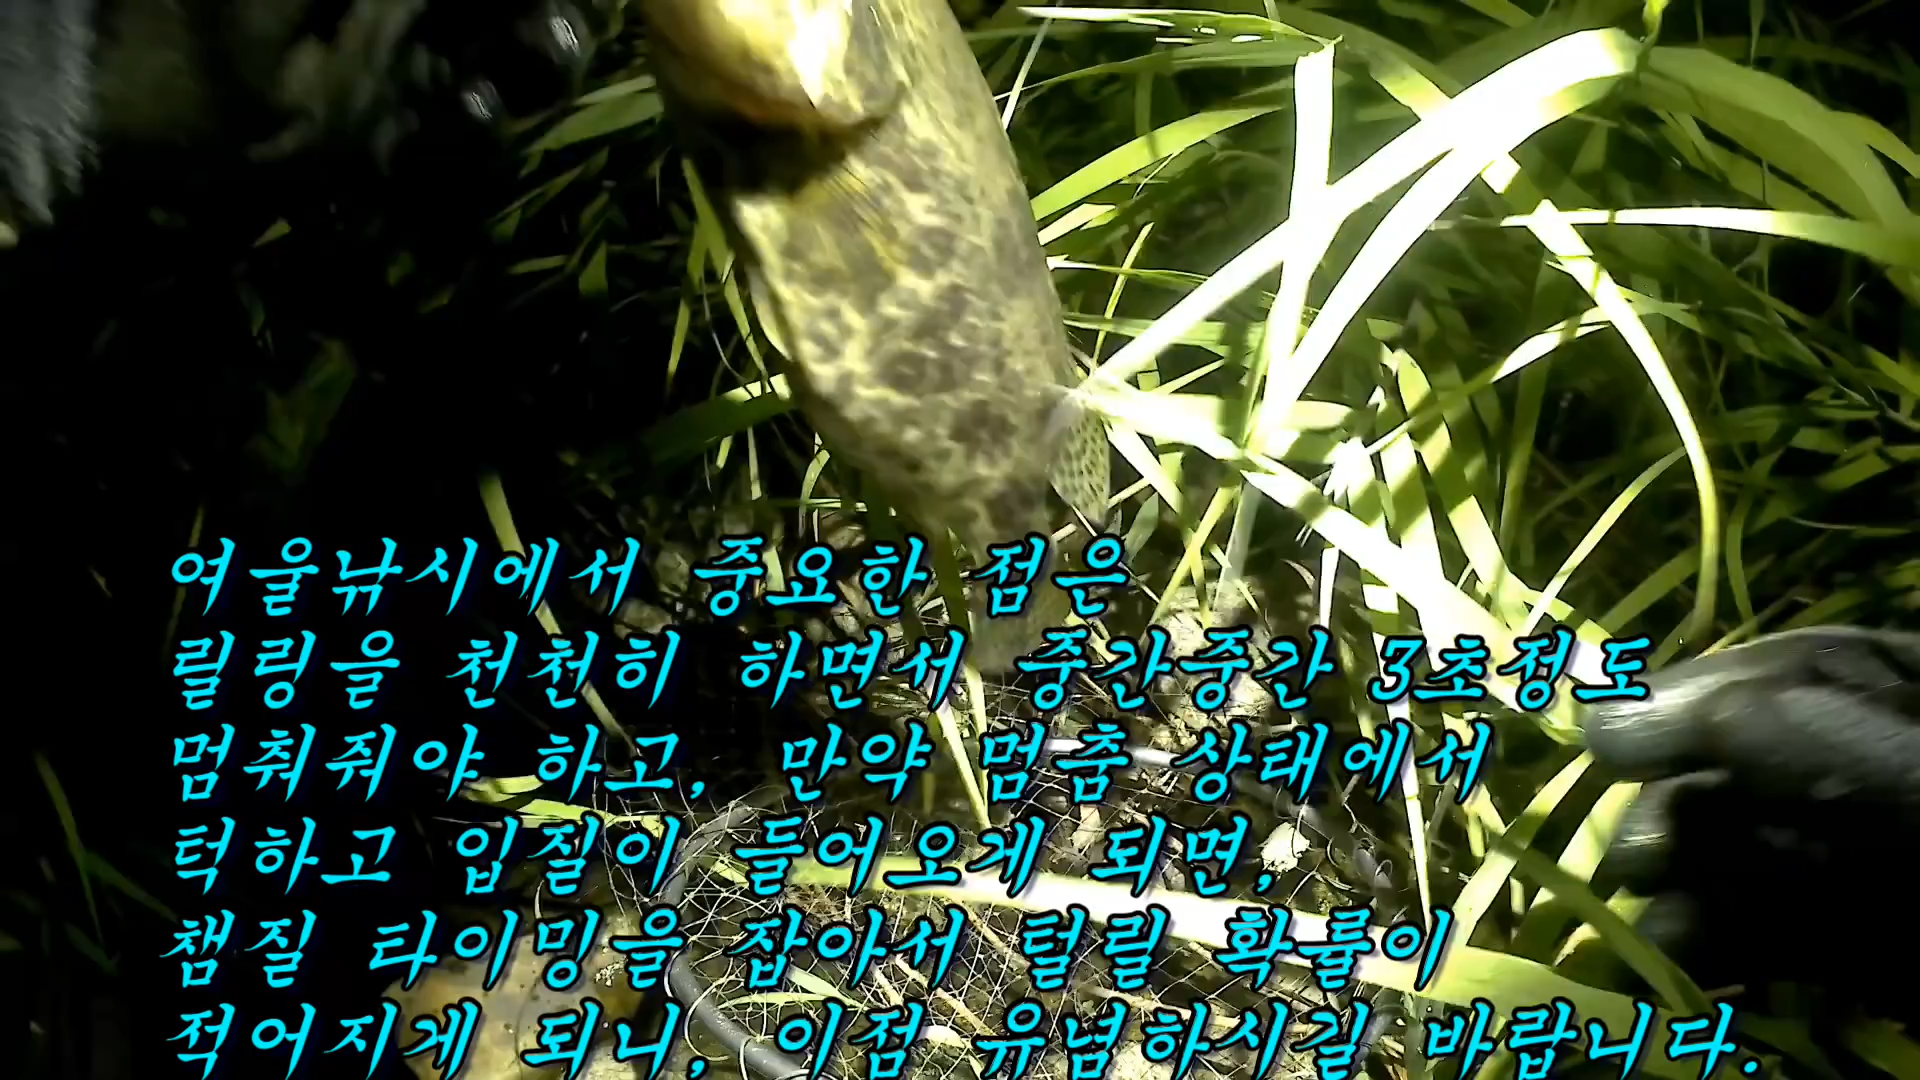 여울낚시에서 중요한 점은
릴링을 천천히 하면서 중간중간 3초정도
멈춰줘야 하고, 만약 멈춤 상태에서
턱하고 입질이 들어오게 되면,
챔질 타이밍을 잡아서 털릴 확률이
적어지게 되니, 이점 유념하시길 바랍니다.